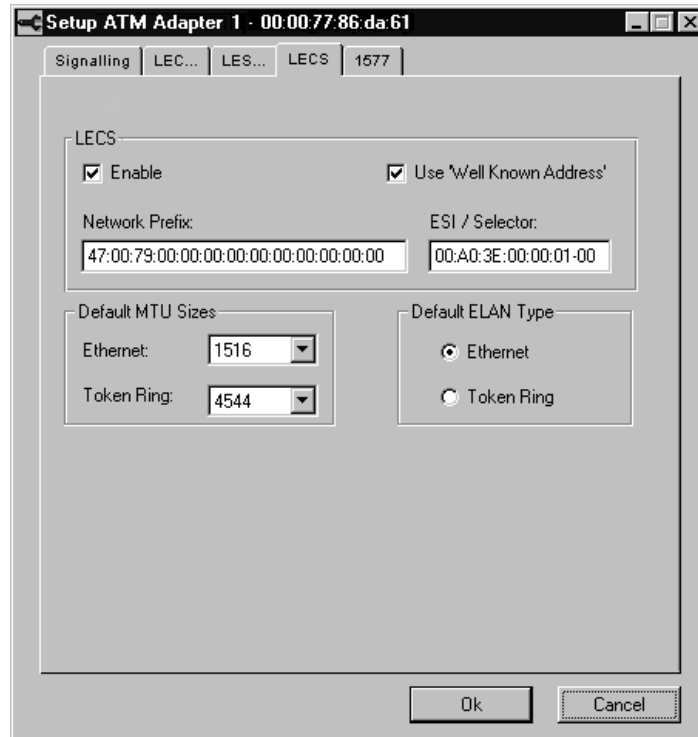 Setup ATM Adapter 1 - 00:00:77:86:da:61
Signalling LEC... LES... LECS 1577
LECS
Enable Use 'Well Known Address'
Network Prefix: ESI / Selector:
47:00:79:00:00:00:00:00:00:00:00:00:00 00:A0:3E:00:00:01-00
Default MTU Sizes Default ELAN Type
Ethernet: 1516 Ethernet
Token Ring: 4544 Token Ring
Ok Cancel